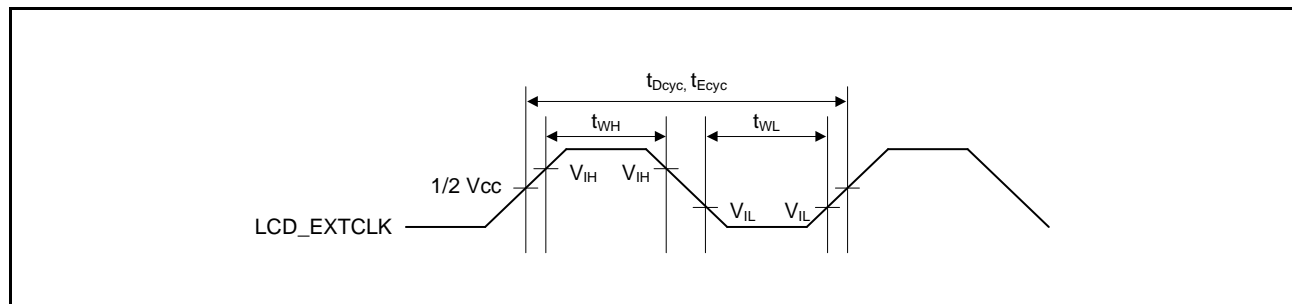 tDcyc, tEcyc
tWH
tWL
VIH
VIH
1/2 Vcc
VIL
VIL
LCD_EXTCLK